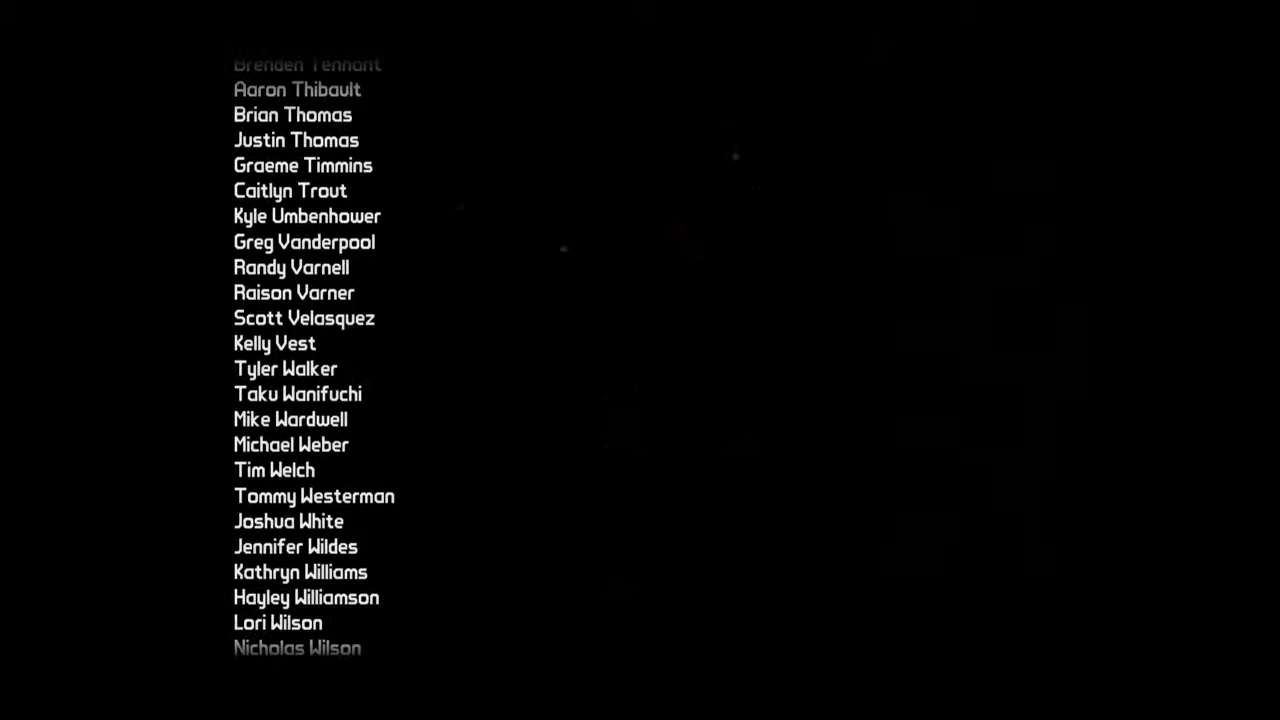 Brenden Tennant
Aaron Thibault
Brian Thomas
Justin Thomas
Graeme Timmins
Caitlyn Trout
Kyle Umbenhower
Greg Vanderpool
Randy Varnell
Raison Varner
Scott Velasquez
Kelly Vest
Tyler Walker
Taku Wanifuchi
Mike Wardwell
Michael Weber
Tim Welch
Tommy Westerman
Joshua White
Jennifer Wildes
Kathryn Williams
Hayley Williamson
Lori Wilson
Nicholas Wilson